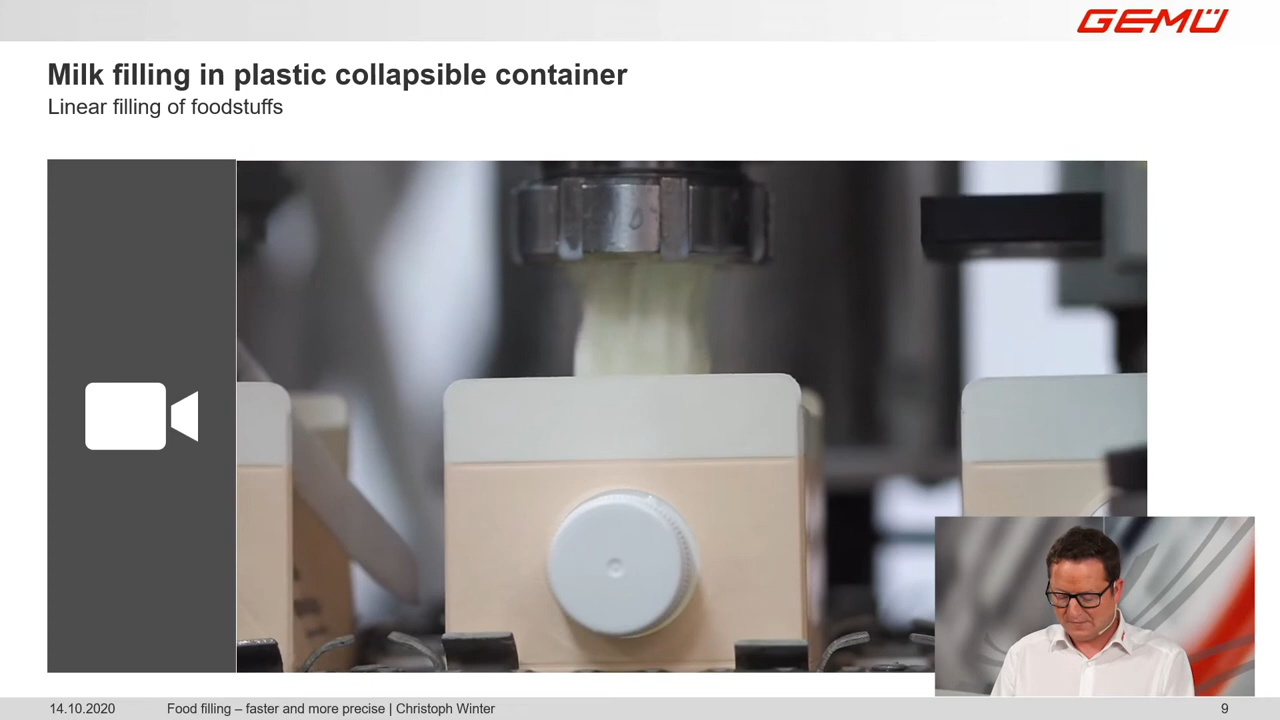 GEMÜ
Milk filling in plastic collapsible container
Linear filling of foodstuffs
14.10.2020
Food filling – faster and more precise | Christoph Winter
9